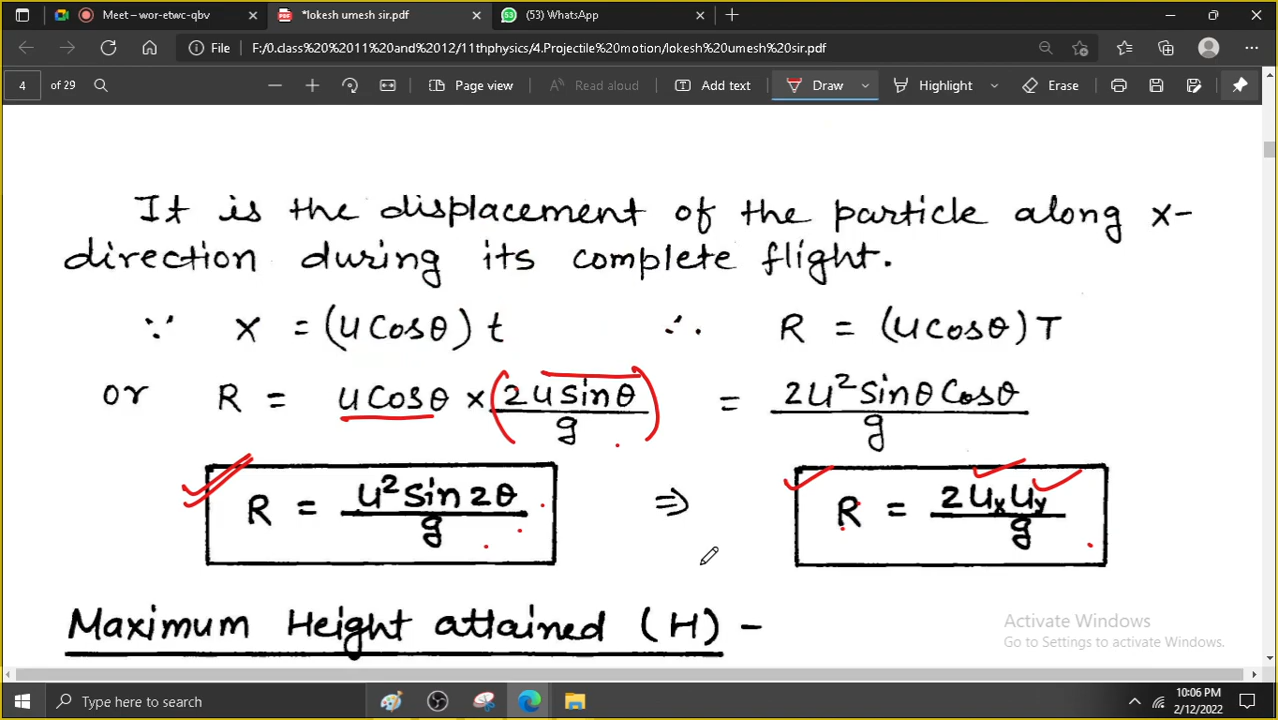 Meet – wor-etwc-qbv
*lokesh umesh sir.pdf
(53) WhatsApp
File F:/0.class%20%2011%20and%2012/11thphysics/4.Projectile%20motion/lokesh%20umesh%20sir.pdf
4 of 29 Page view Read aloud Add text Draw Highlight Erase
It is the displacement of the particle along x-
direction during its complete flight.
∵ X = (u Cosθ) t ∴ R = (u cosθ) T
or R = u Cosθ × (2 u sinθ / g) = 2u² Sinθ Cosθ / g
R = u² Sin 2θ / g ⇒ R = 2 uₓ uᵧ / g
Maximum Height attained (H) –
Activate Windows
Go to Settings to activate Windows.
Type here to search
10:06 PM
2/12/2022